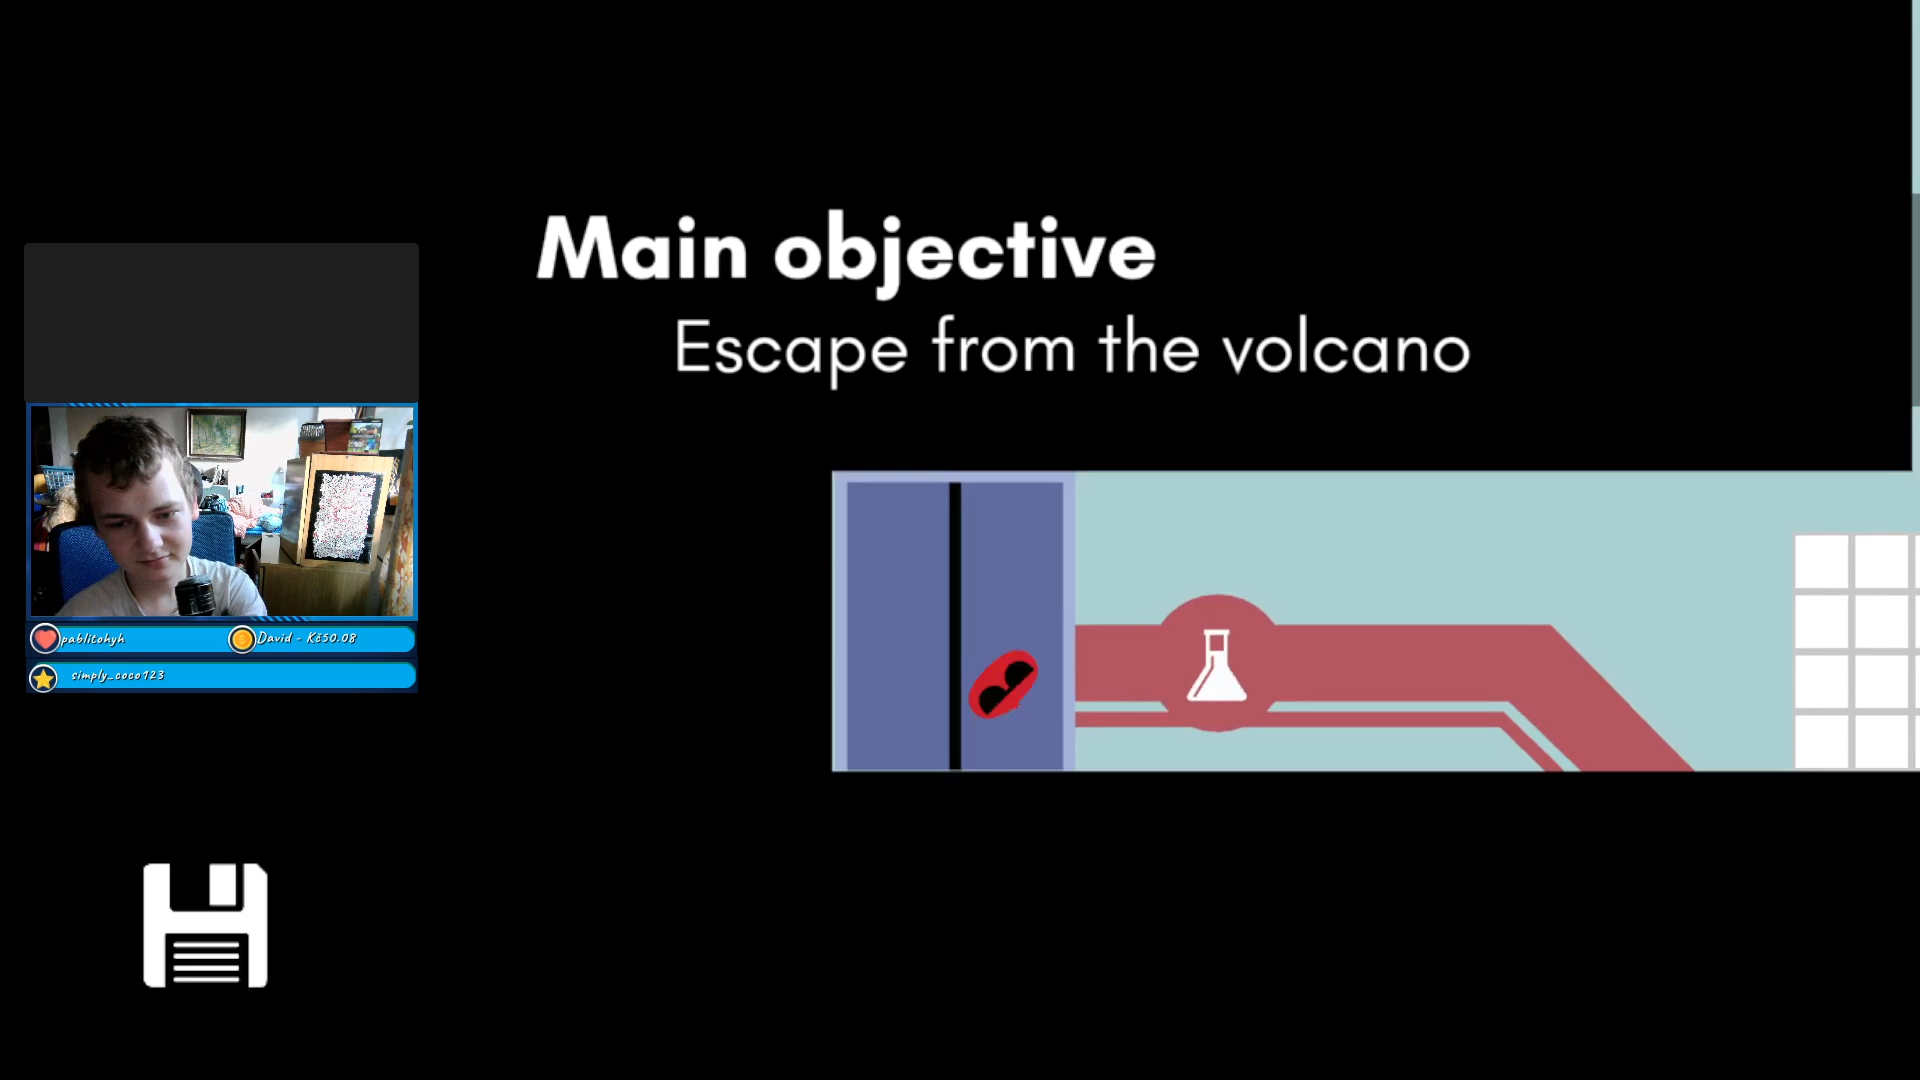 Main objective
Escape from the volcano
pablitohyh
David - Kč50.08
simply_coco123